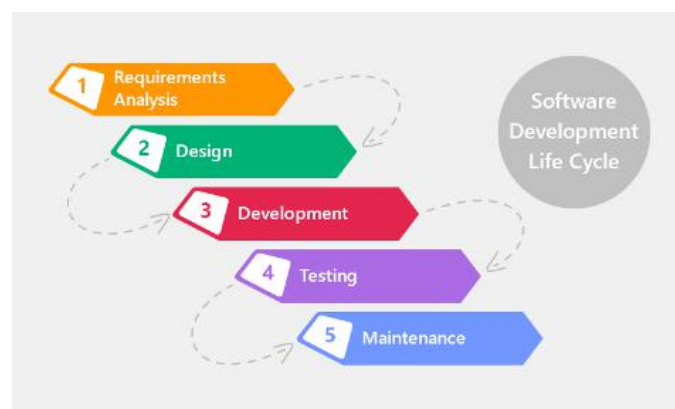 1
Requirements
Analysis
2
Design
3
Development
4
Testing
5
Maintenance
Software
Development
Life Cycle